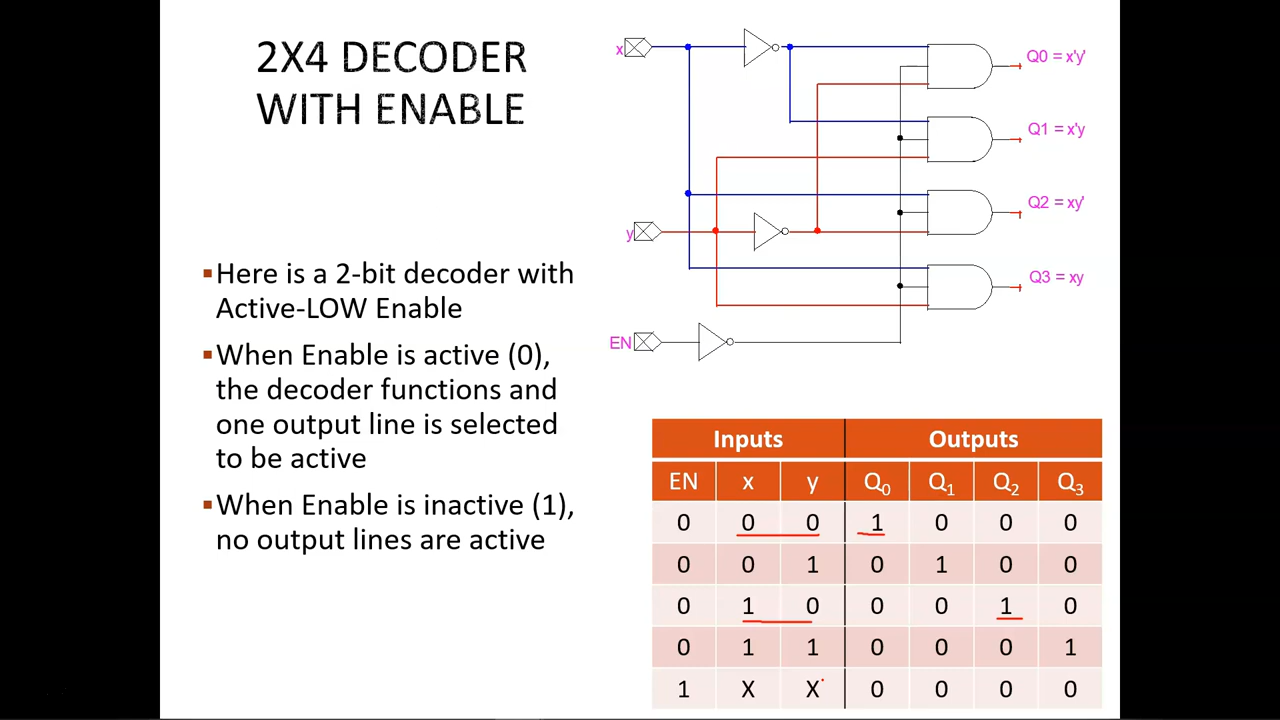 2X4 DECODER
WITH ENABLE
▪Here is a 2-bit decoder with
Active-LOW Enable
▪When Enable is active (0),
the decoder functions and
one output line is selected
to be active
▪When Enable is inactive (1),
no output lines are active
x
y
EN
Q0 = x'y'
Q1 = x'y
Q2 = xy'
Q3 = xy
Inputs Outputs
EN x y Q0 Q1 Q2 Q3
0 0 0 1 0 0 0
0 0 1 0 1 0 0
0 1 0 0 0 1 0
0 1 1 0 0 0 1
1 X X 0 0 0 0